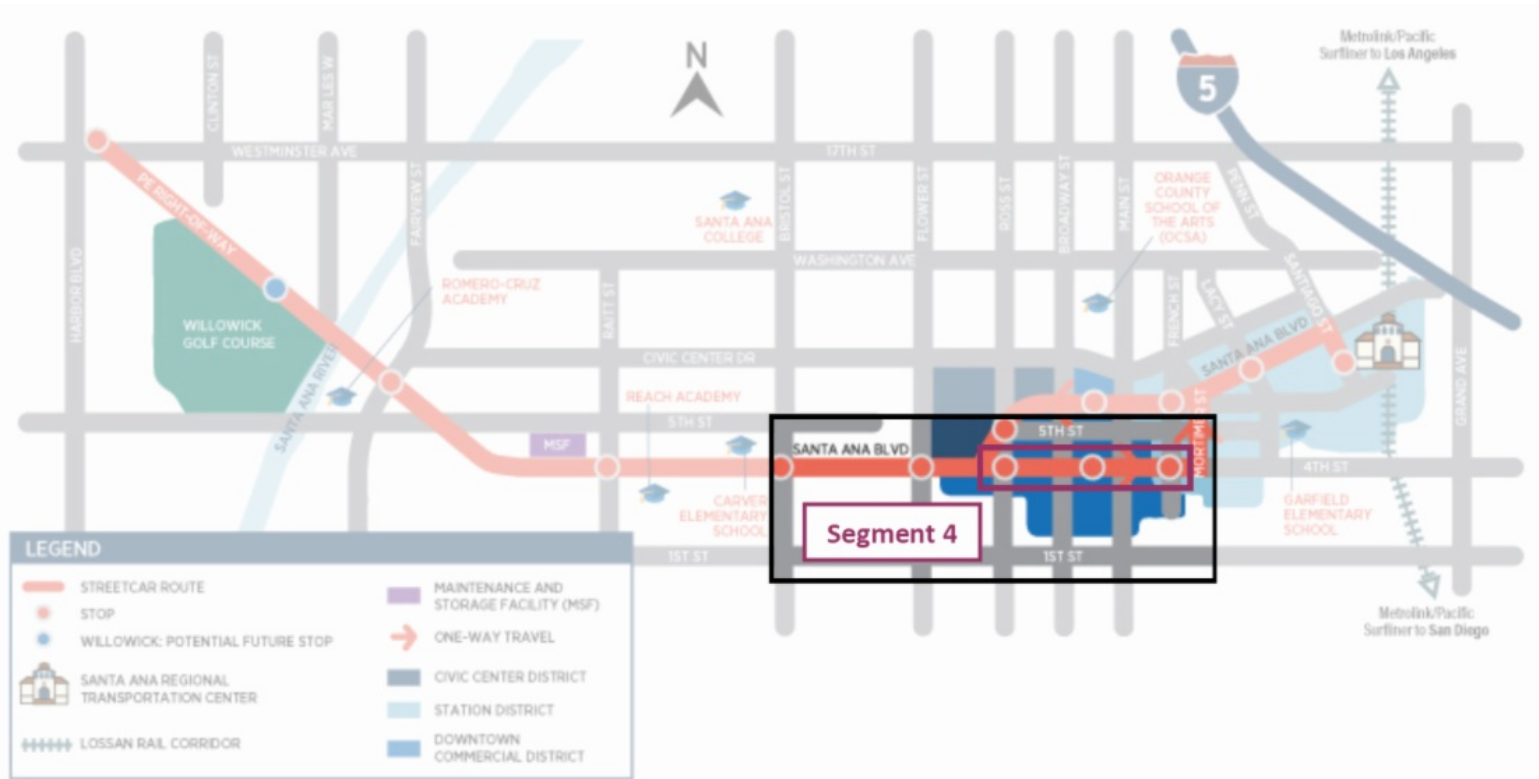 N
Metrolink/Pacific
Surfliner to Los Angeles
5
CLINTON ST
MAR LES W
WESTMINSTER AVE
17TH ST
PE RIGHT-OF-WAY
FAIRVIEW ST
BRISTOL ST
FLOWER ST
ROSS ST
BROADWAY ST
MAIN ST
PENN ST
ORANGE
COUNTY
SCHOOL OF
THE ARTS
(OCSA)
SANTA ANA
COLLEGE
WASHINGTON AVE
HARBOR BLVD
ROMERO-CRUZ
ACADEMY
RAITT ST
FRENCH ST
LACY ST
SANTIAGO ST
WILLOWICK
GOLF COURSE
SANTA ANA RIVER
CIVIC CENTER DR
SANTA ANA BLVD
GRAND AVE
REACH ACADEMY
5TH ST
5TH ST
MORTIMER ST
MSF
SANTA ANA BLVD
4TH ST
CARVER
ELEMENTARY
SCHOOL
Segment 4
GARFIELD
ELEMENTARY
SCHOOL
1ST ST
1ST ST
Metrolink/Pacific
Surfliner to San Diego
LEGEND
STREETCAR ROUTE
STOP
WILLOWICK: POTENTIAL FUTURE STOP
SANTA ANA REGIONAL
TRANSPORTATION CENTER
LOSSAN RAIL CORRIDOR
MAINTENANCE AND
STORAGE FACILITY (MSF)
ONE-WAY TRAVEL
CIVIC CENTER DISTRICT
STATION DISTRICT
DOWNTOWN
COMMERCIAL DISTRICT